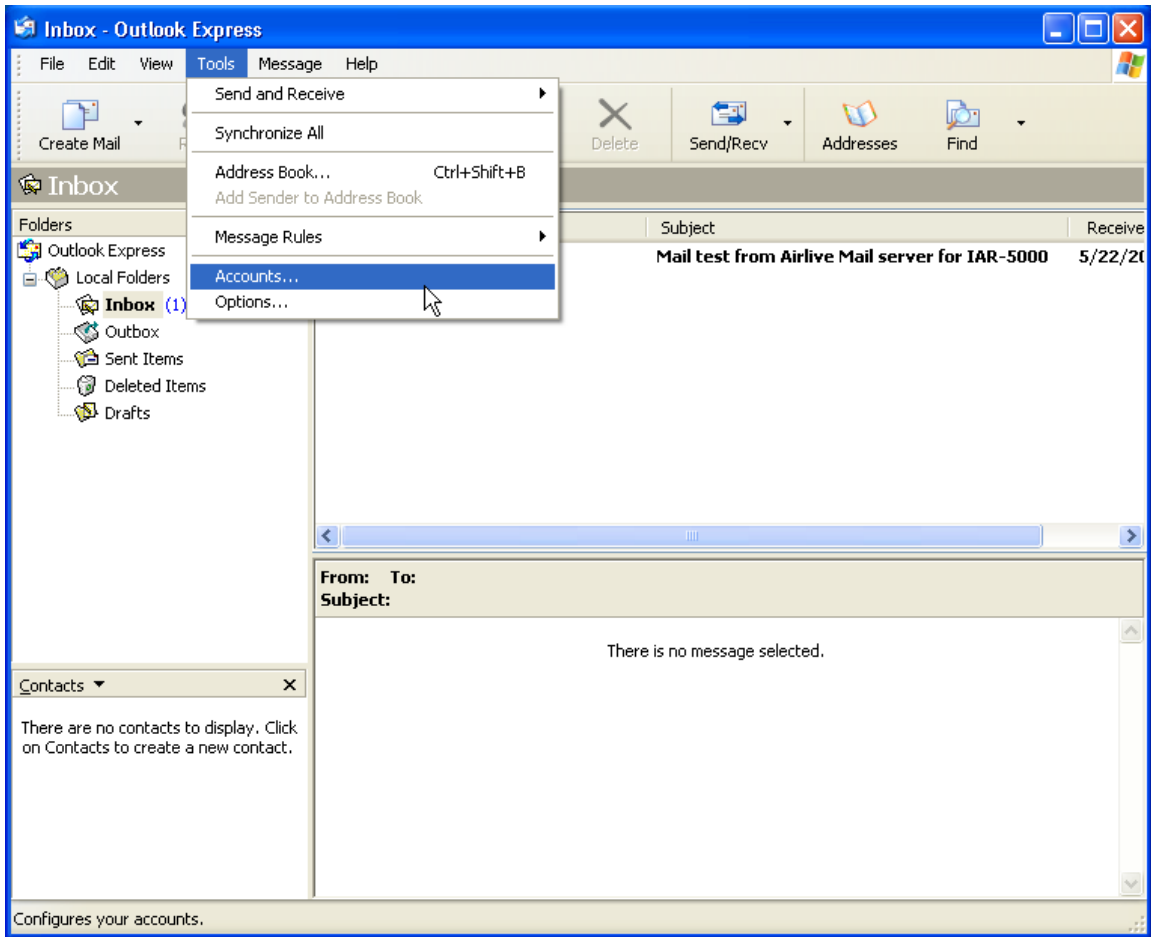 Inbox - Outlook Express
File Edit View Tools Message Help
Send and Receive
Synchronize All
Address Book... Ctrl+Shift+B
Add Sender to Address Book
Message Rules
Accounts...
Options...
Create Mail Delete Send/Recv Addresses Find
Inbox
Folders
Outlook Express
Local Folders
Inbox (1)
Outbox
Sent Items
Deleted Items
Drafts
Subject Receive
Mail test from Airlive Mail server for IAR-5000 5/22/20
From: To:
Subject:
There is no message selected.
Contacts
There are no contacts to display. Click
on Contacts to create a new contact.
Configures your accounts.